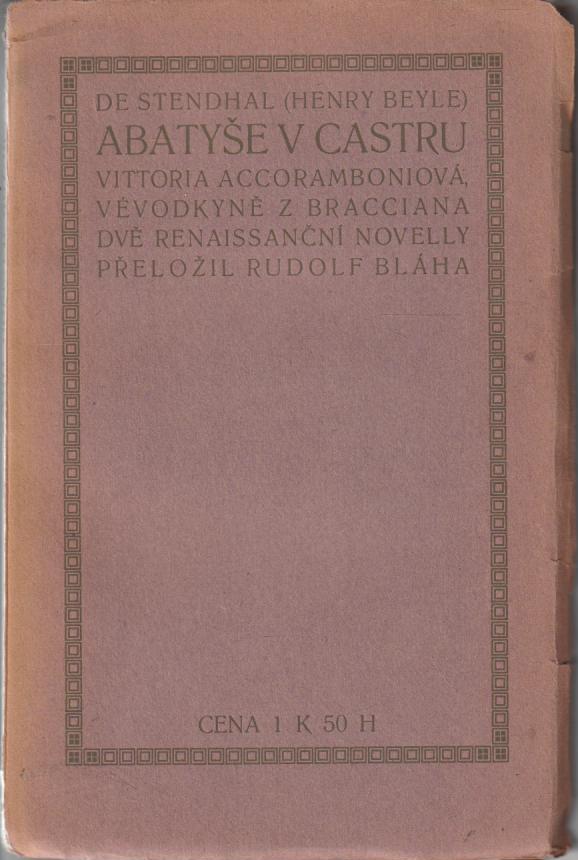 DE STENDHAL (HENRY BEYLE)
ABATYŠE V CASTRU
VITTORIA ACCORAMBONIOVÁ,
VÉVODKYNĚ Z BRACCIANA
DVĚ RENAISSANČNÍ NOVELLY
PŘELOŽIL RUDOLF BLÁHA
CENA 1 K 50 H